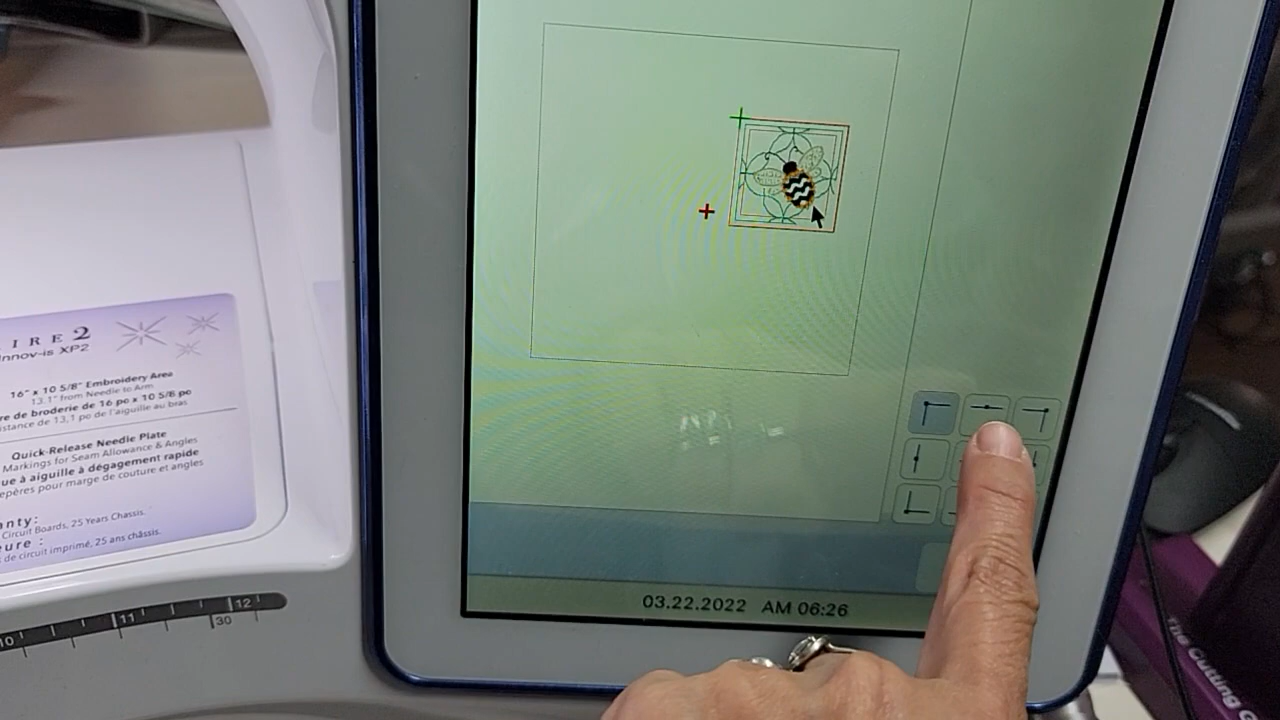 IRE 2
nnov-is XP2
16" x 10 5/8" Embroidery Area
13.1" from Needle to Arm
re de broderie de 16 po x 10 5/8 po
istance de 13,1 po de l'aiguille au bras
Quick-Release Needle Plate
Markings for Seam Allowance & Angles
ue à aiguille à dégagement rapide
epères pour marge de couture et angles
nty:
Circuit Boards, 25 Years Chassis.
eure :
de circuit imprimé, 25 ans châssis.
10 11 12
30
03.22.2022 AM 06:26
The Cutting